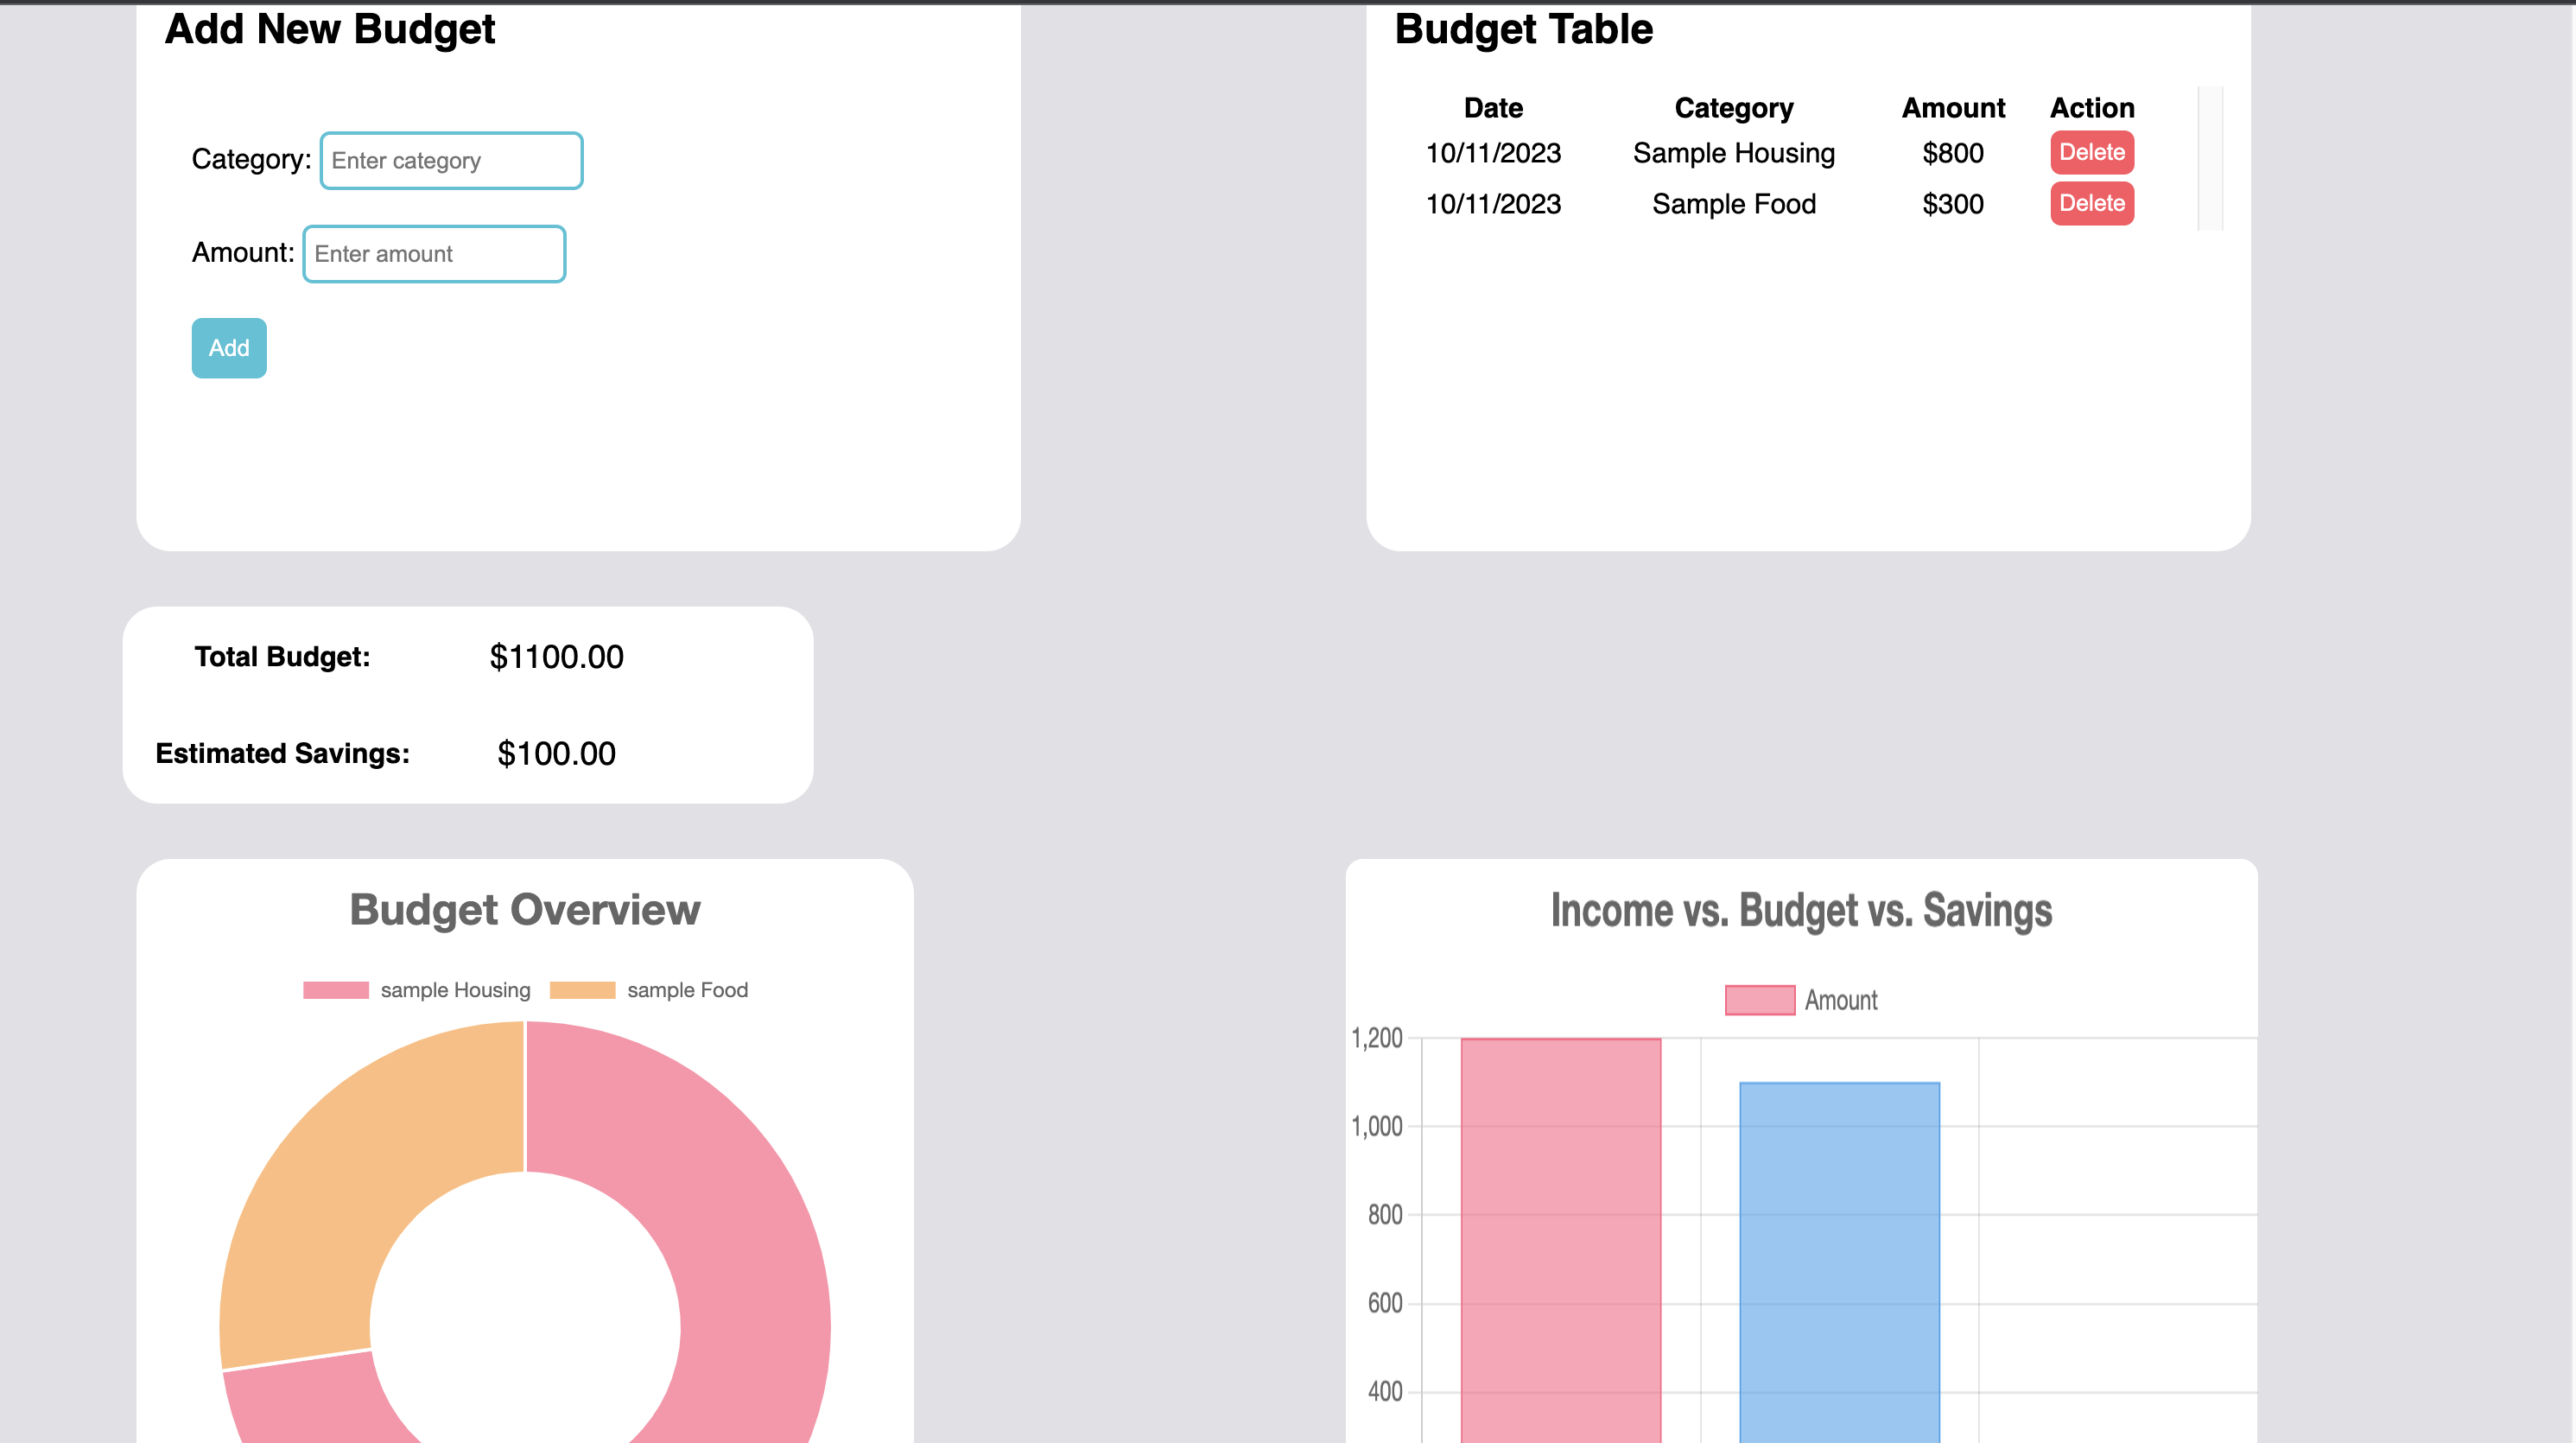 Add New Budget
Category: Enter category
Amount: Enter amount
Add
Budget Table
Date Category Amount Action
10/11/2023 Sample Housing $800 Delete
10/11/2023 Sample Food $300 Delete
Total Budget: $1100.00
Estimated Savings: $100.00
Budget Overview
sample Housing sample Food
Income vs. Budget vs. Savings
Amount
1,200
1,000
800
600
400